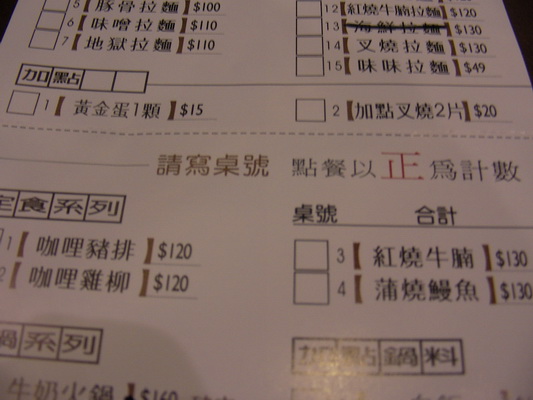 5【豚骨拉麵】$100
6【味噌拉麵】$110
7【地獄拉麵】$110
12【紅燒牛腩拉麵】$120
13【海鮮拉麵】$130
14【叉燒拉麵】$130
15【味味拉麵】$49
加點
1【黃金蛋1顆】$15
2【加點叉燒2片】$20
請寫桌號 點餐以正為計數
定食系列
1【咖哩豬排】$120
2【咖哩雞柳】$120
桌號 合計
3【紅燒牛腩】$130
4【蒲燒鰻魚】$130
鍋系列
牛奶火鍋】$160
加點鍋料